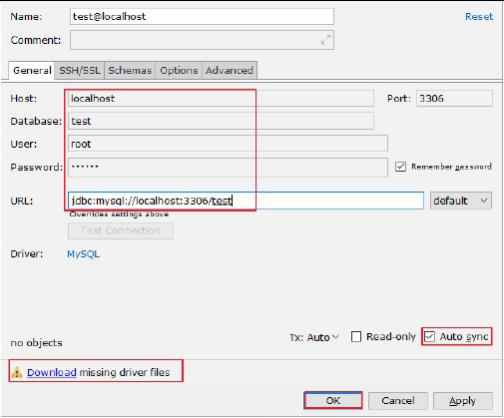 Name: test@localhost Reset
Comment:
General SSH/SSL Schemas Options Advanced
Host: localhost Port: 3306
Database: test
User: root
Password: •••••• Remember password
URL: jdbc:mysql://localhost:3306/test default
Overrides settings above
Test Connection
Driver: MySQL
no objects Tx: Auto Read-only Auto sync
Download missing driver files
OK Cancel Apply